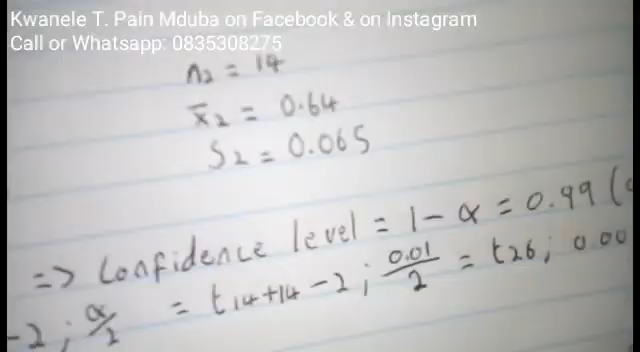 Kwanele T. Pain Mduba on Facebook & on Instagram
Call or Whatsapp: 0835308275
n₂ = 14
x̄₂ = 0.64
S₂ = 0.065
=> Confidence level = 1 - α = 0.99 (
-2 ; α/2 = t14+14-2 ; 0.01/2 = t26 ; 0.00